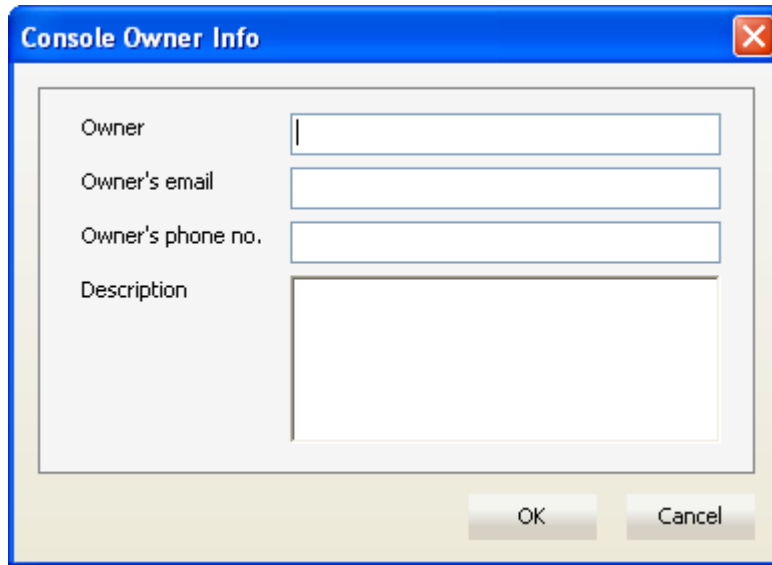 Console Owner Info
Owner
Owner's email
Owner's phone no.
Description
OK Cancel